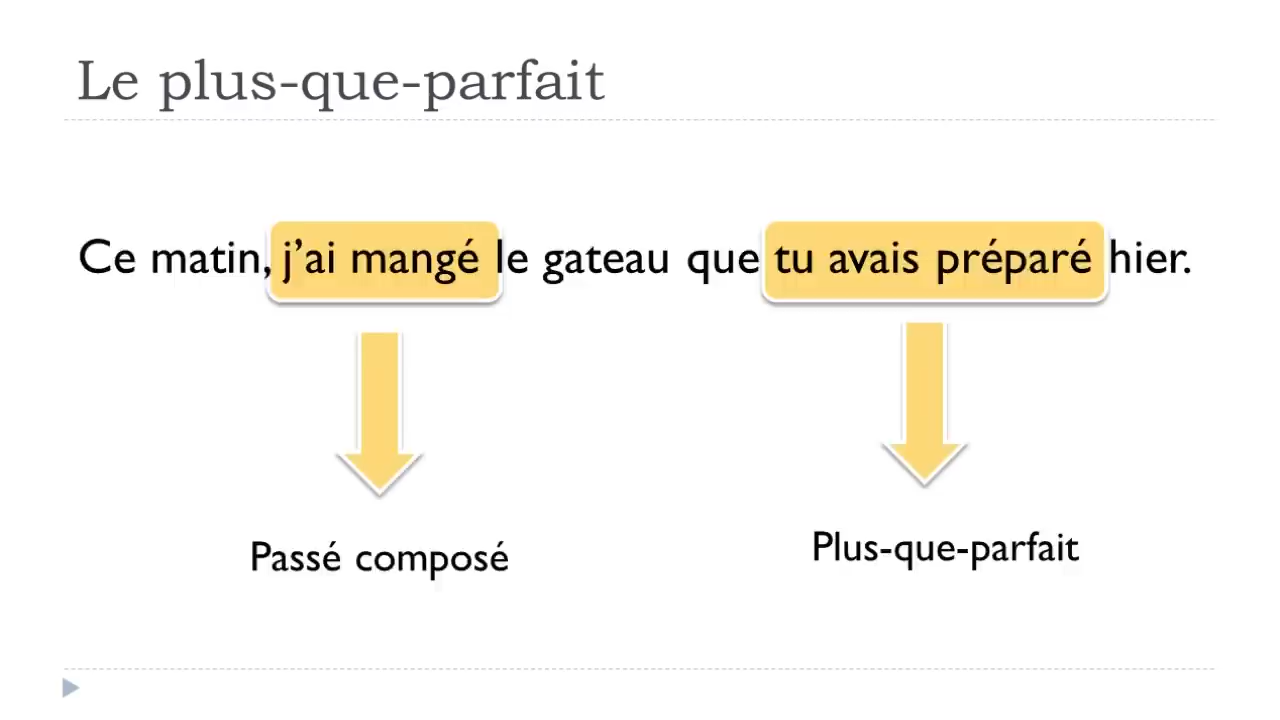 Le plus-que-parfait
Ce matin, j’ai mangé le gateau que tu avais préparé hier.
Passé composé
Plus-que-parfait